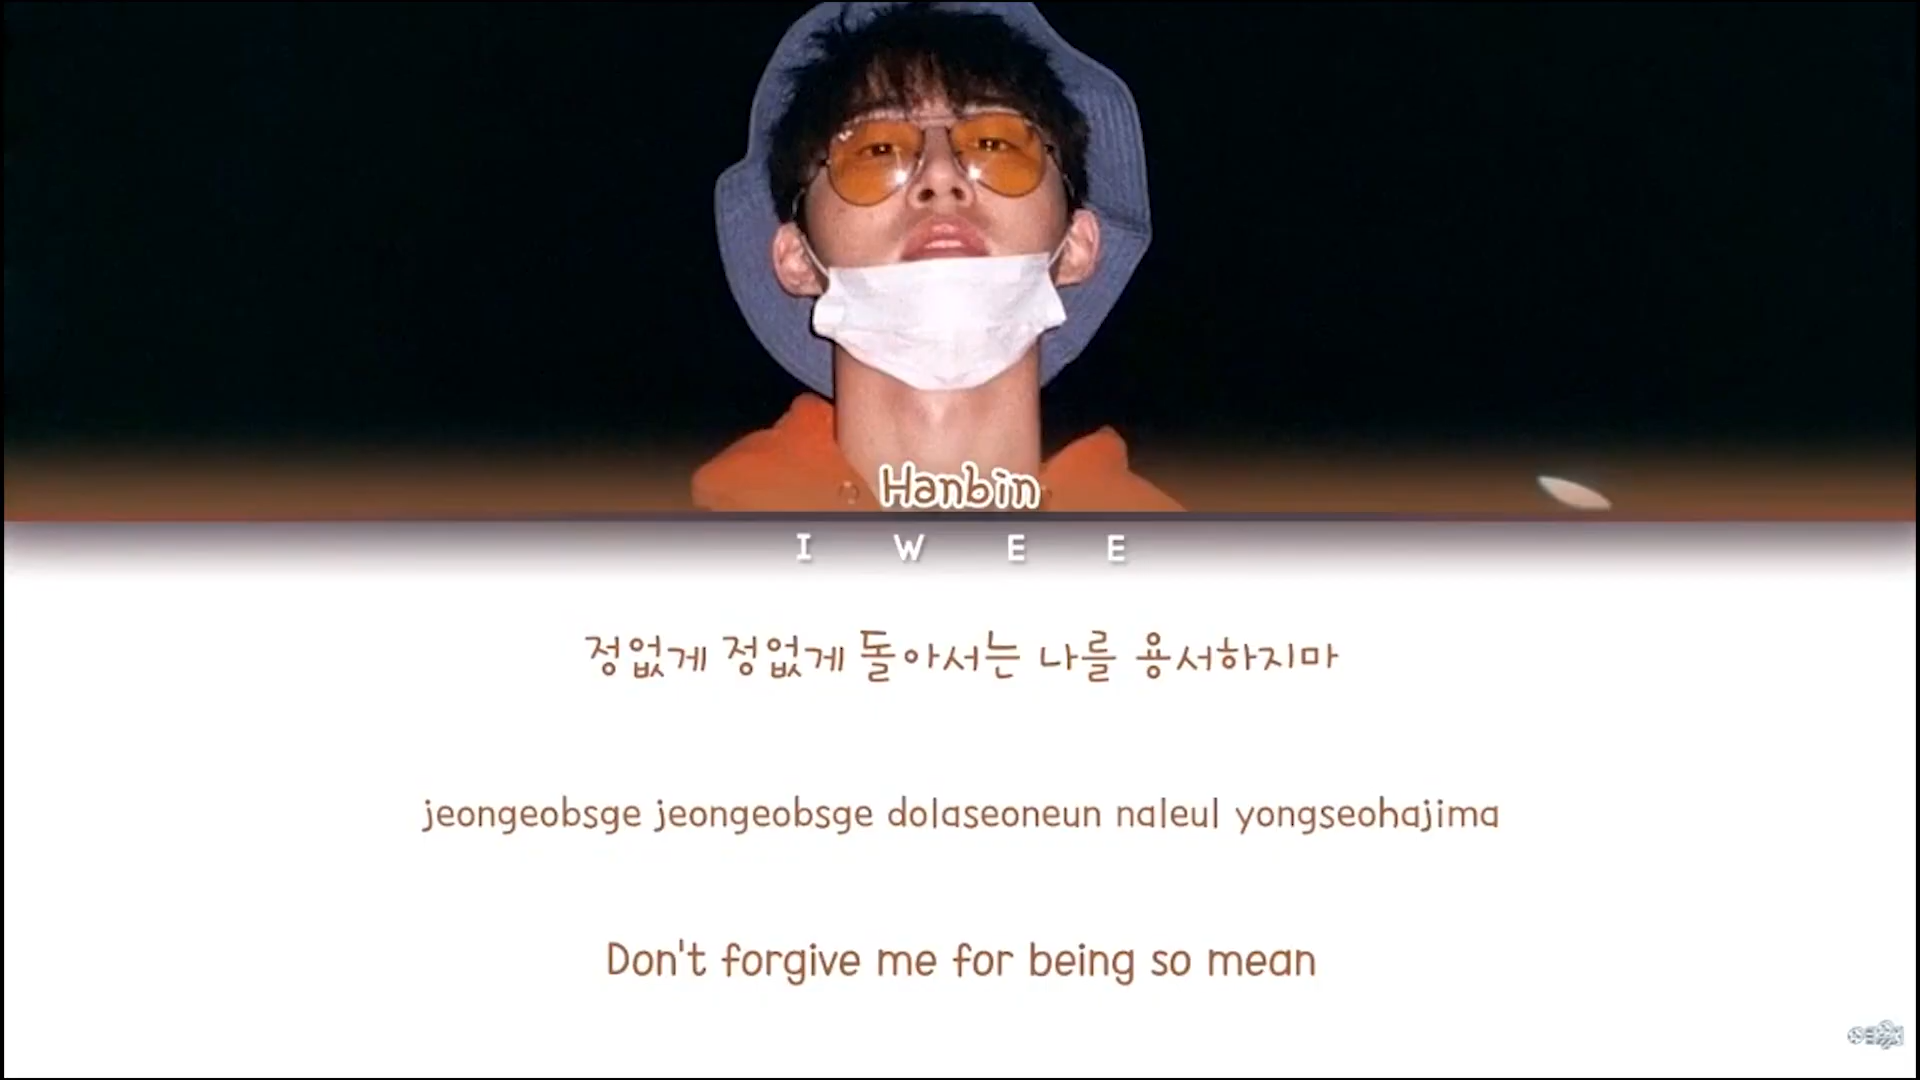 Hanbin
I W E E
정없게 정없게 돌아서는 나를 용서하지마
jeongeobsge jeongeobsge dolaseoneun naleul yongseohajima
Don't forgive me for being so mean